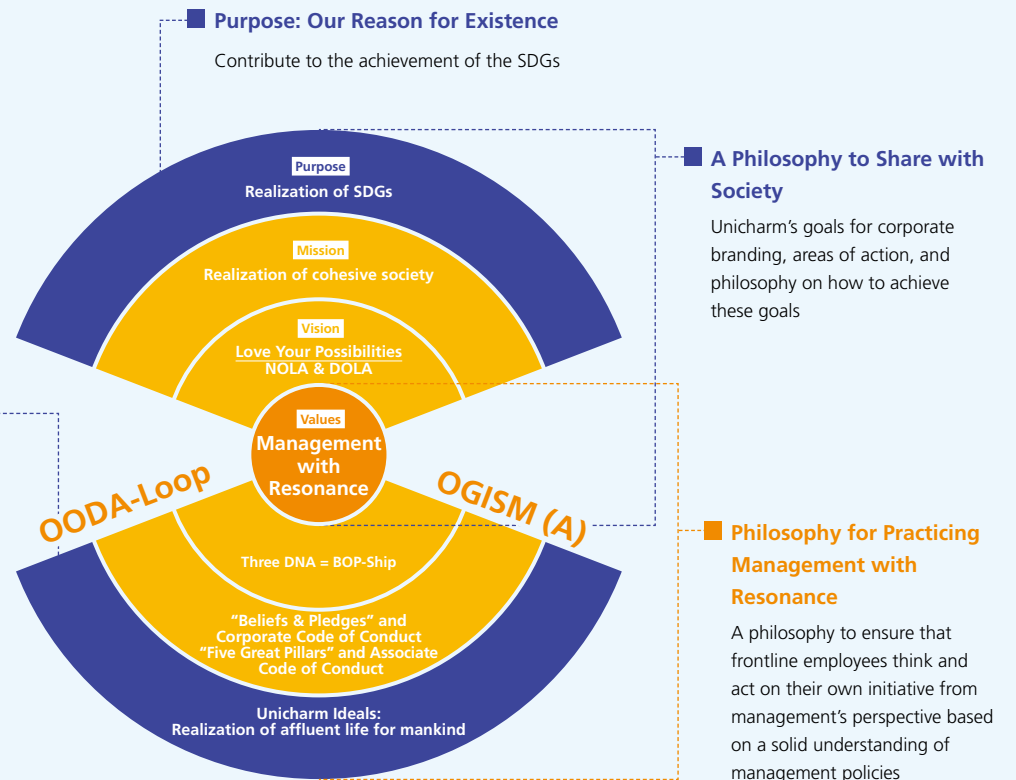 Purpose: Our Reason for Existence
Contribute to the achievement of the SDGs
Purpose
Realization of SDGs
Mission
Realization of cohesive society
Vision
Love Your Possibilities
NOLA & DOLA
Values
Management
with
Resonance
OODA-Loop
OGISM (A)
Three DNA = BOP-Ship
“Beliefs & Pledges” and
Corporate Code of Conduct
“Five Great Pillars” and Associate
Code of Conduct
Unicharm Ideals:
Realization of affluent life for mankind
A Philosophy to Share with
Society
Unicharm’s goals for corporate
branding, areas of action, and
philosophy on how to achieve
these goals
Philosophy for Practicing
Management with
Resonance
A philosophy to ensure that
frontline employees think and
act on their own initiative from
management’s perspective based
on a solid understanding of
management policies